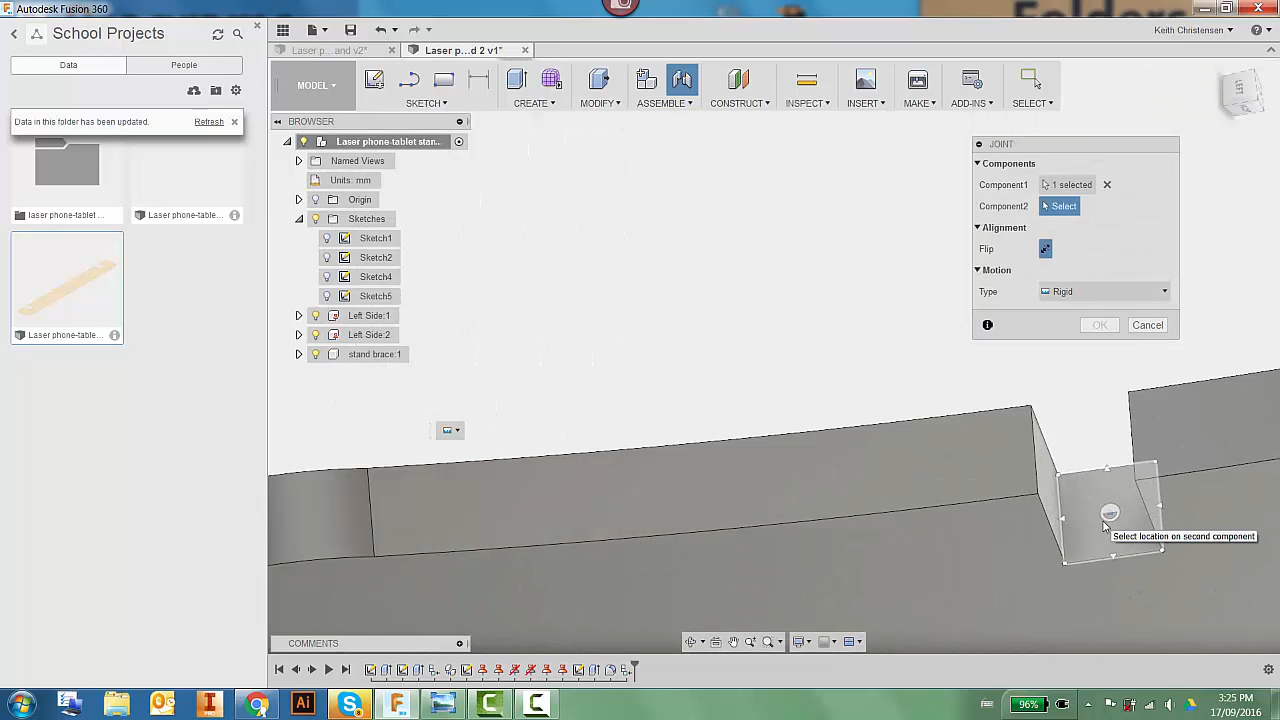 Autodesk Fusion 360
School Projects
Data
People
Data in this folder has been updated.
Refresh
laser phone-tablet ...
Laser phone-table...
Laser phone-table...
Keith Christensen
Laser p...and v2*
Laser p...d 2 v1*
MODEL
SKETCH
CREATE
MODIFY
ASSEMBLE
CONSTRUCT
INSPECT
INSERT
MAKE
ADD-INS
SELECT
BROWSER
Laser phone-tablet stan...
Named Views
Units: mm
Origin
Sketches
Sketch1
Sketch2
Sketch4
Sketch5
Left Side:1
Left Side:2
stand brace:1
JOINT
Components
Component1
1 selected
Component2
Select
Alignment
Flip
Motion
Type
Rigid
OK
Cancel
Select location on second component
COMMENTS
Ai
96%
3:25 PM
17/09/2016